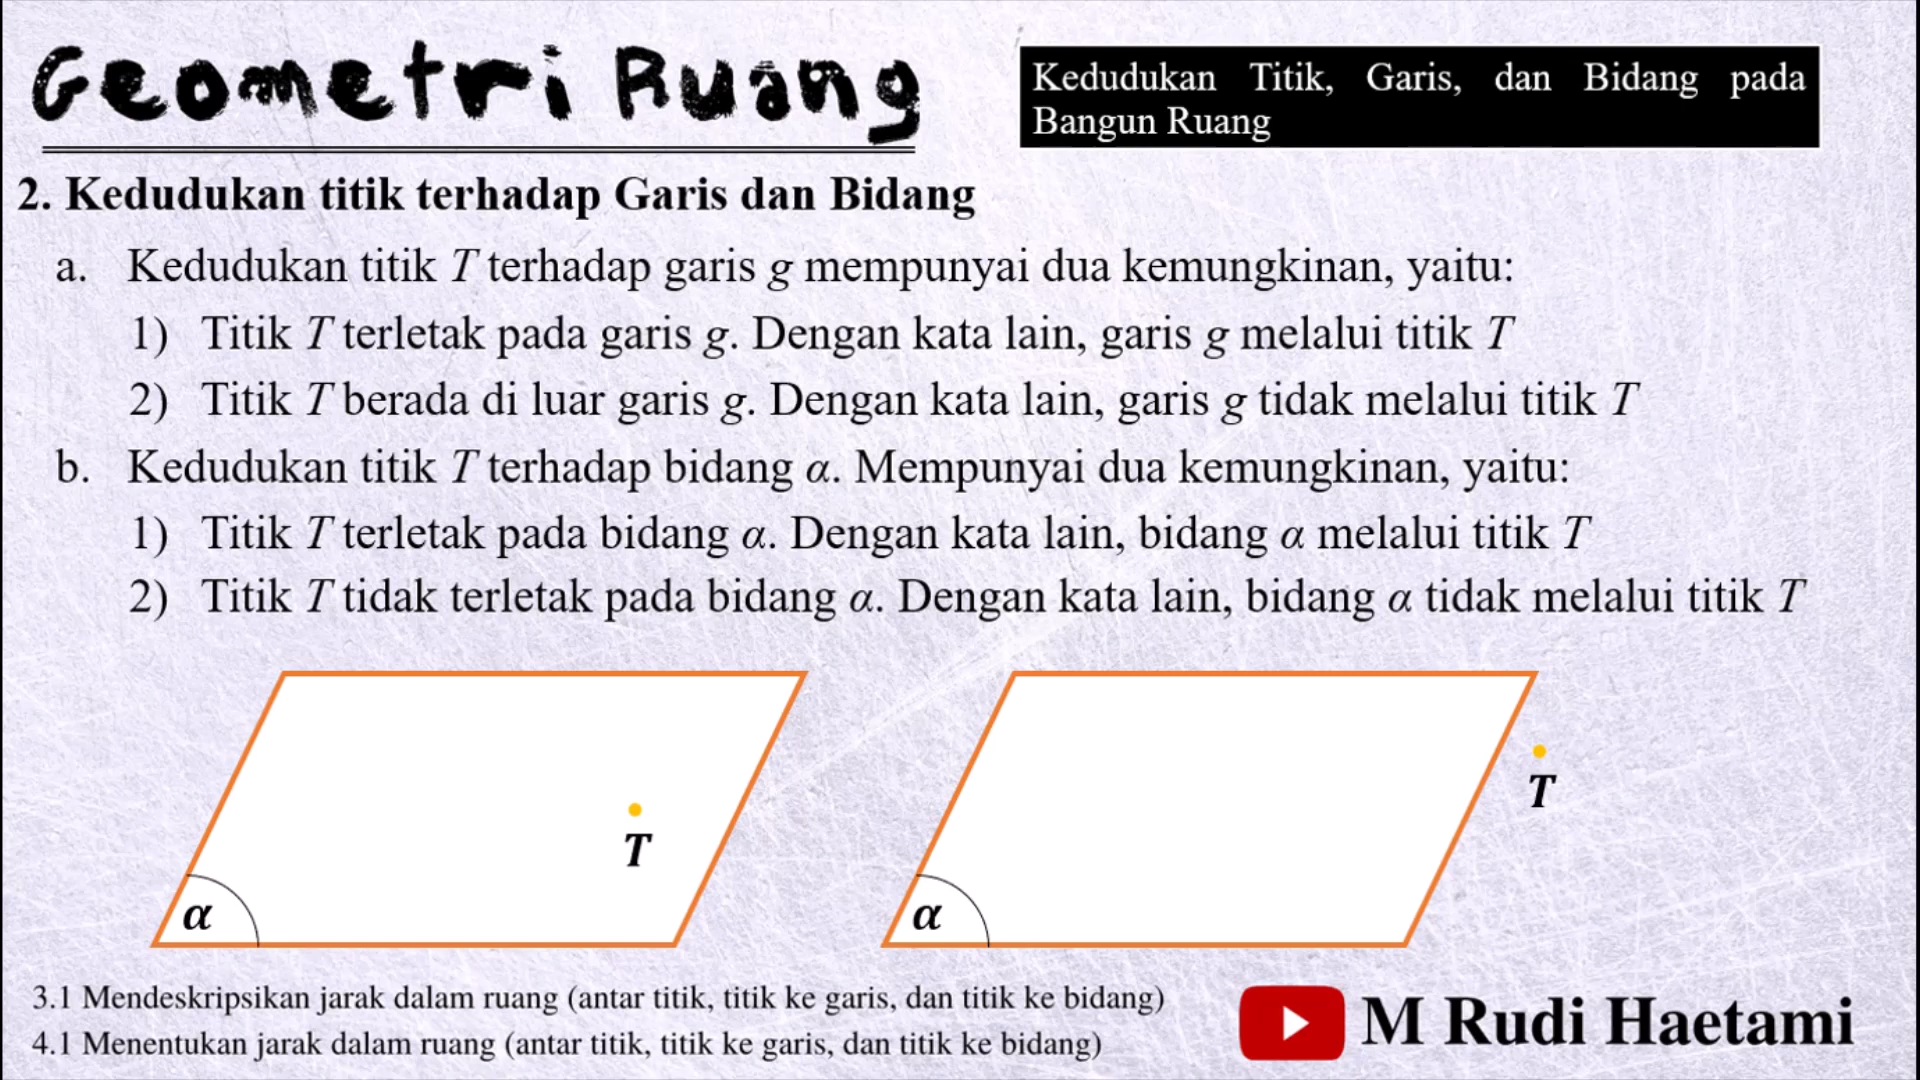 Geometri Ruang
Kedudukan Titik, Garis, dan Bidang pada
Bangun Ruang
2. Kedudukan titik terhadap Garis dan Bidang
a. Kedudukan titik T terhadap garis g mempunyai dua kemungkinan, yaitu:
1) Titik T terletak pada garis g. Dengan kata lain, garis g melalui titik T
2) Titik T berada di luar garis g. Dengan kata lain, garis g tidak melalui titik T
b. Kedudukan titik T terhadap bidang α. Mempunyai dua kemungkinan, yaitu:
1) Titik T terletak pada bidang α. Dengan kata lain, bidang α melalui titik T
2) Titik T tidak terletak pada bidang α. Dengan kata lain, bidang α tidak melalui titik T
T
α
T
α
3.1 Mendeskripsikan jarak dalam ruang (antar titik, titik ke garis, dan titik ke bidang)
4.1 Menentukan jarak dalam ruang (antar titik, titik ke garis, dan titik ke bidang)
M Rudi Haetami